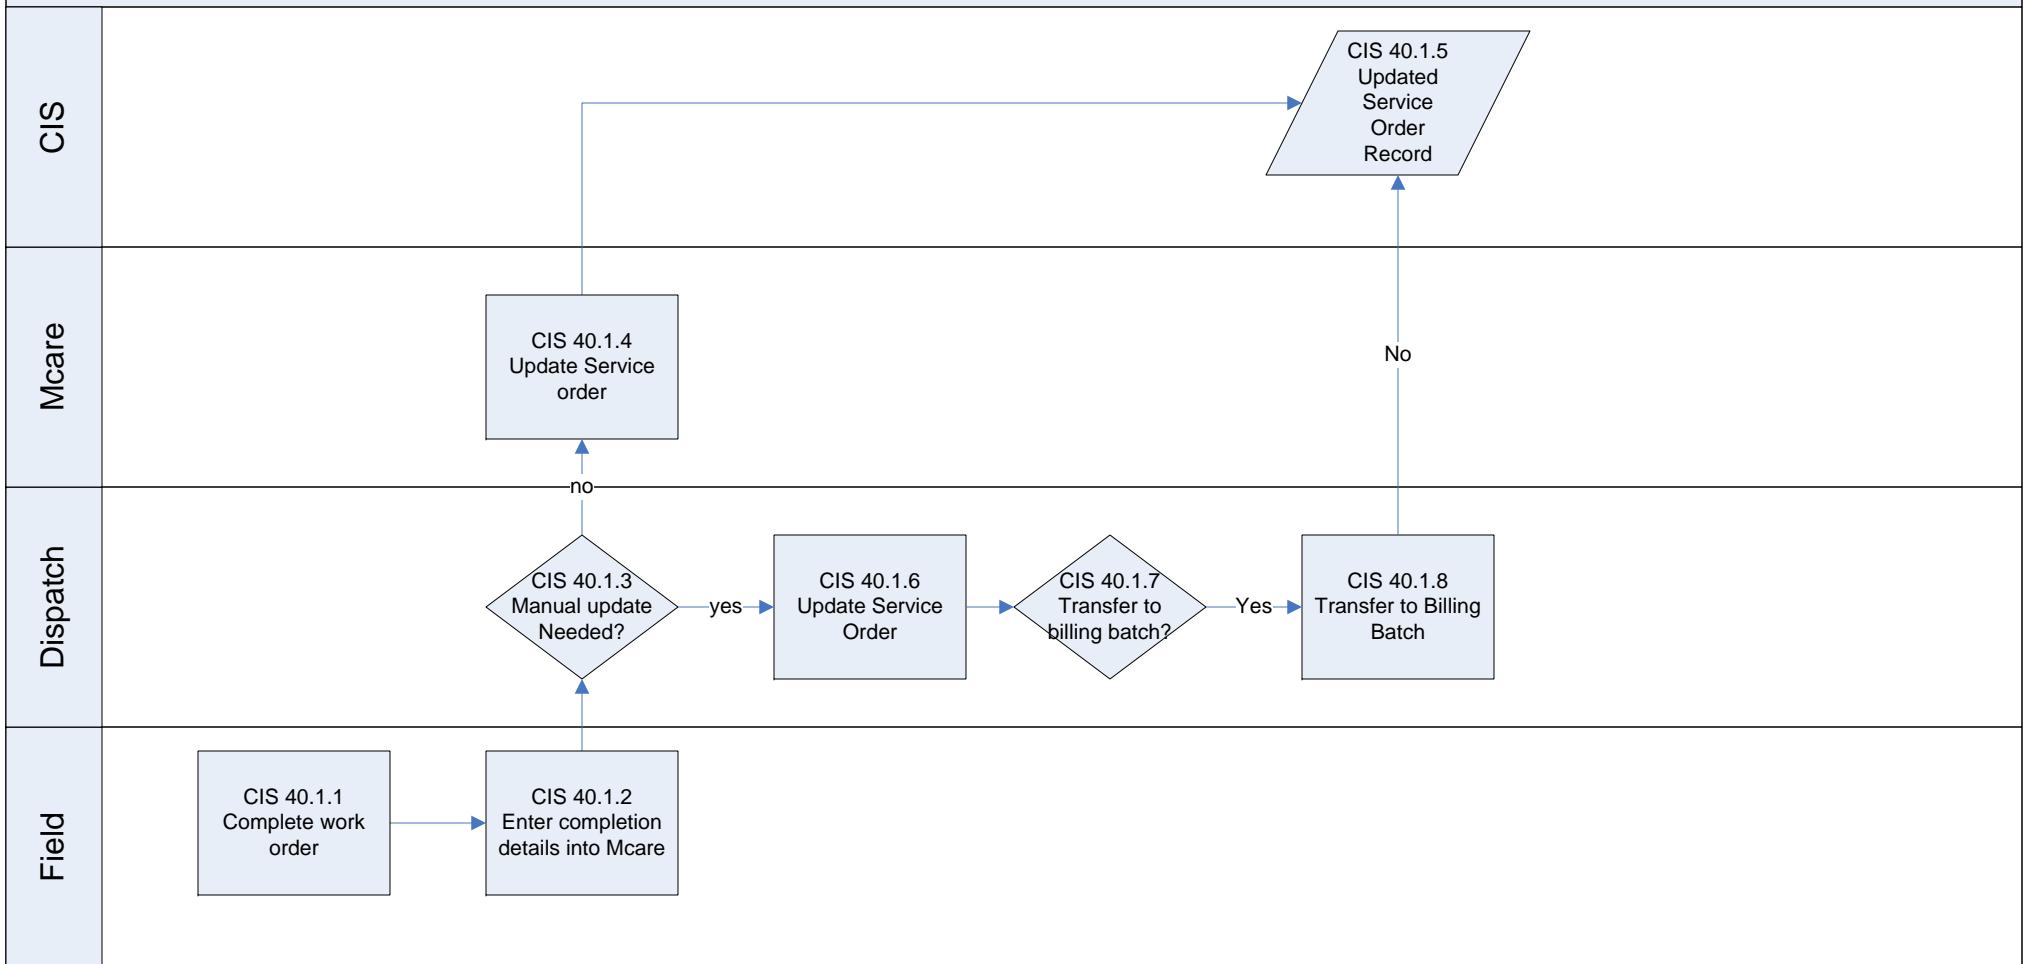 CIS
CIS 40.1.5
Updated
Service
Order
Record
Mcare
CIS 40.1.4
Update Service
order
No
no
Dispatch
CIS 40.1.3
Manual update
Needed?
yes
CIS 40.1.6
Update Service
Order
CIS 40.1.7
Transfer to
billing batch?
Yes
CIS 40.1.8
Transfer to Billing
Batch
Field
CIS 40.1.1
Complete work
order
CIS 40.1.2
Enter completion
details into Mcare